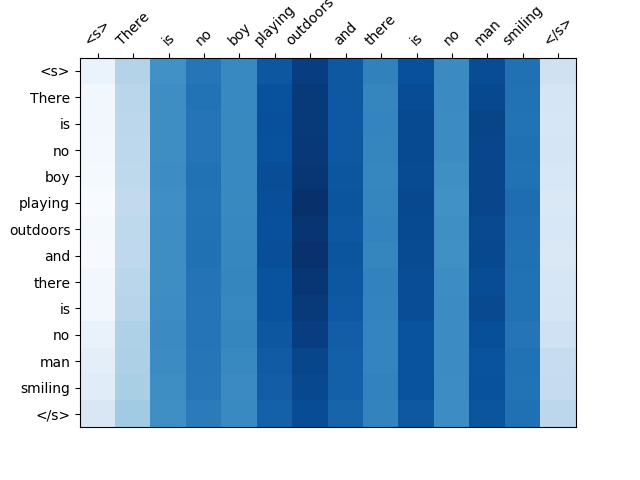 <s> There is no boy playing outdoors and there is no man smiling </s>
<s>
There
is
no
boy
playing
outdoors
and
there
is
no
man
smiling
</s>